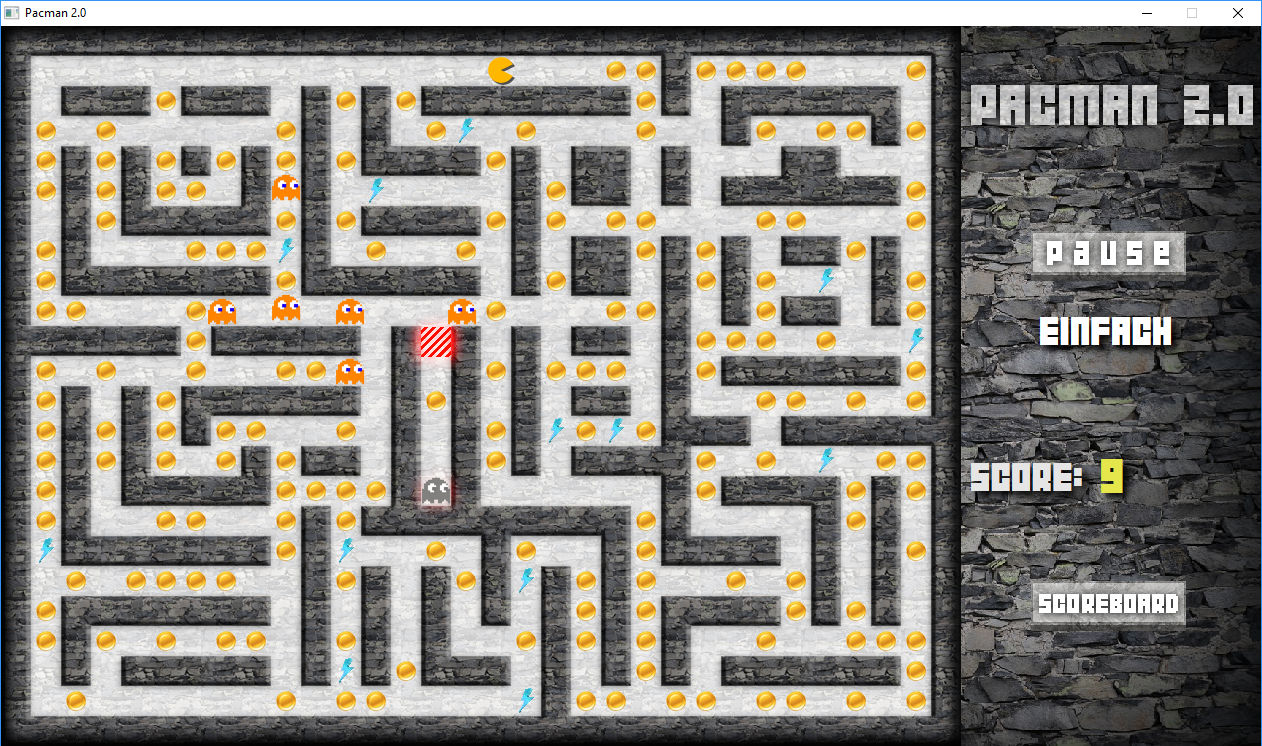 Pacman 2.0
PACMAN 2.0
pause
EINFACH
SCORE: 9
SCOREBOARD